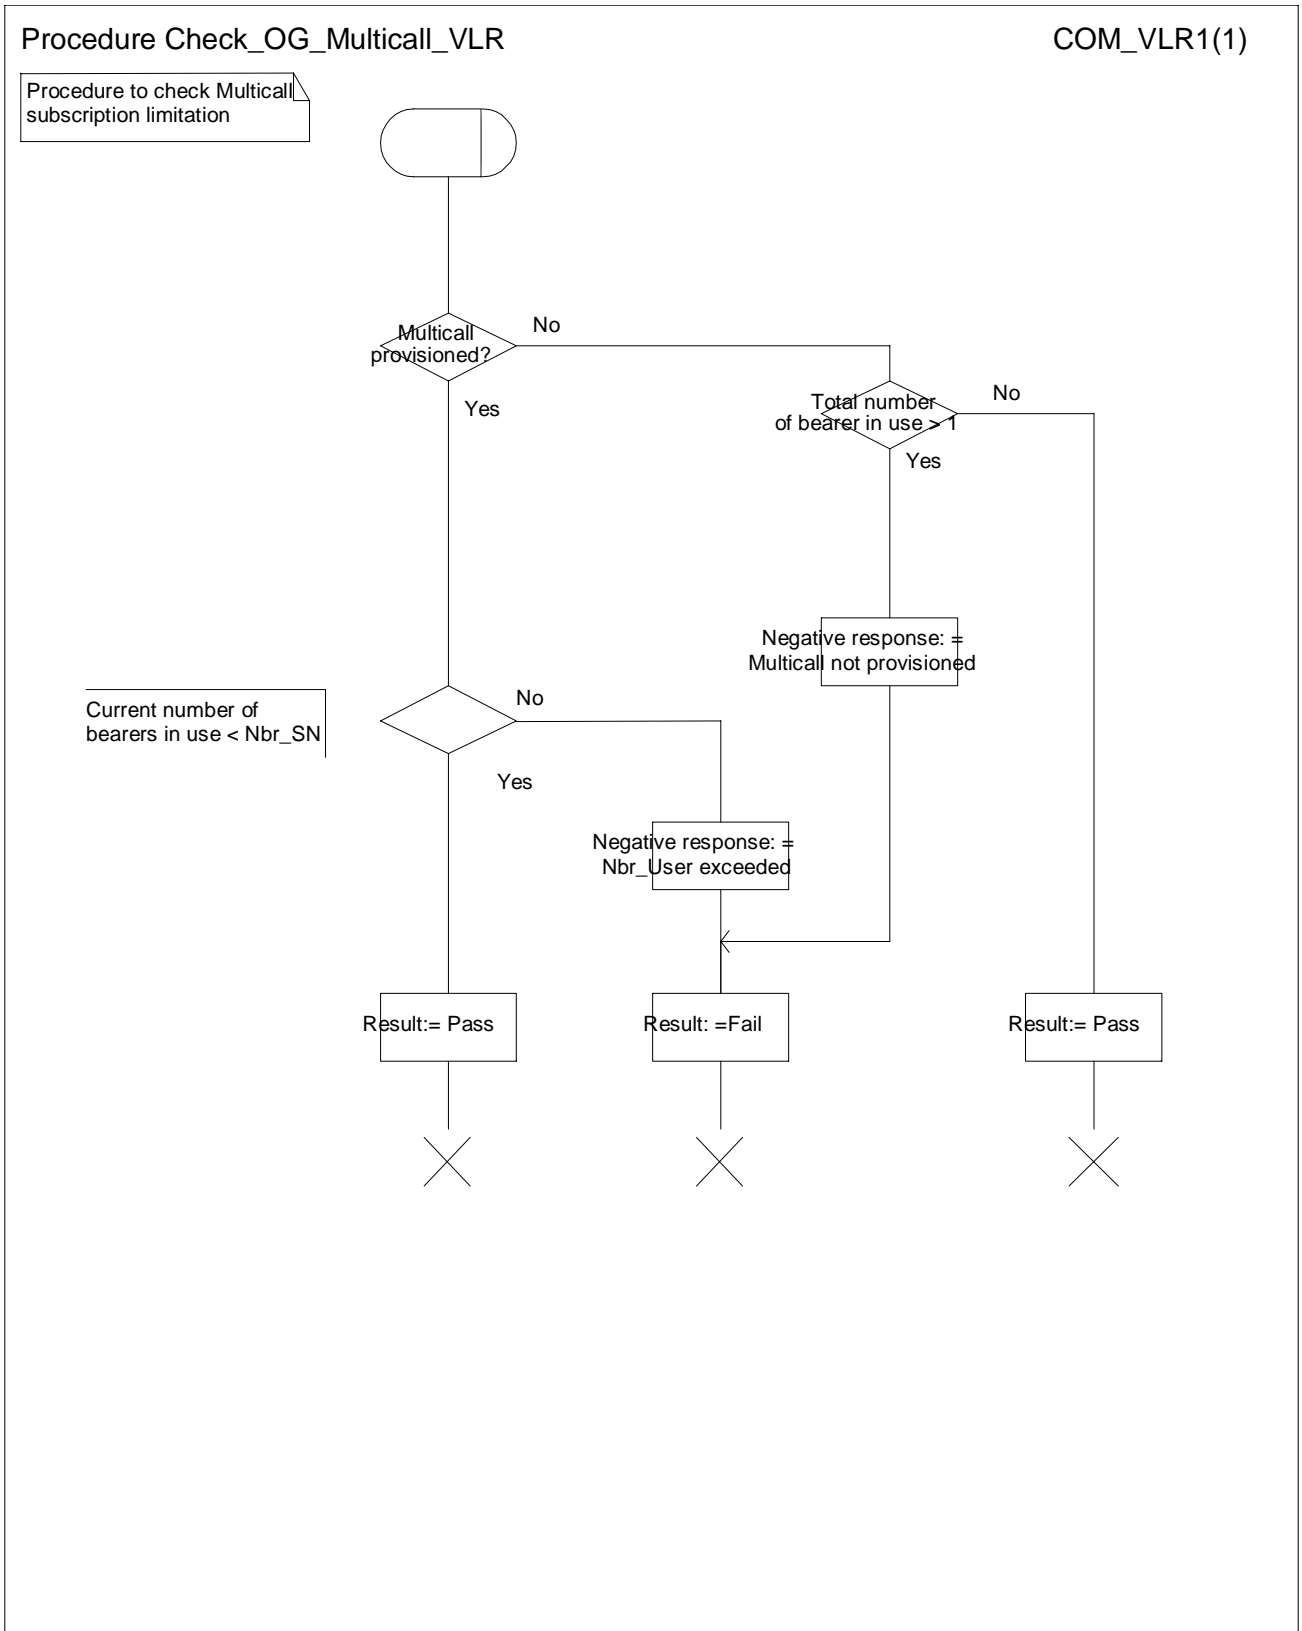 Procedure Check_OG_Multicall_VLR
COM_VLR1(1)
Procedure to check Multicall
subscription limitation
Multicall
provisioned?
No
Yes
Total number
of bearer in use > 1
No
Yes
Negative response: =
Multicall not provisioned
Current number of
bearers in use < Nbr_SN
No
Yes
Negative response: =
Nbr_User exceeded
Result:= Pass
Result: =Fail
Result:= Pass